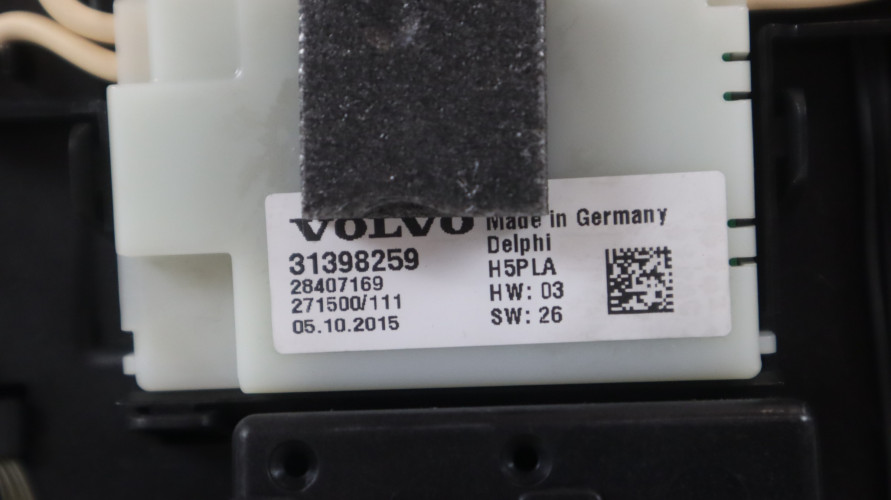 VOLVO
31398259
28407169
271500/111
05.10.2015
Made in Germany
Delphi
H5PLA
HW: 03
SW: 26